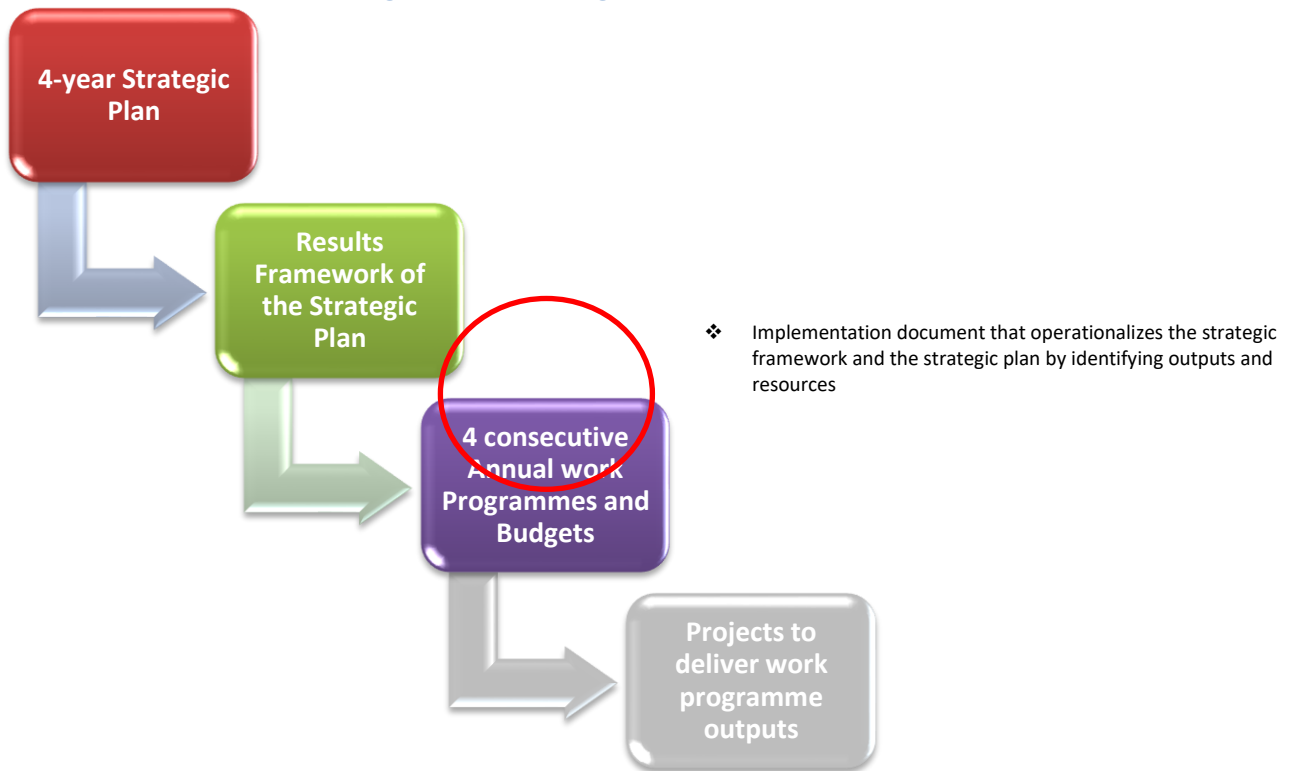 4-year Strategic
Plan
Results
Framework of
the Strategic
Plan
❖ Implementation document that operationalizes the strategic
framework and the strategic plan by identifying outputs and
resources
4 consecutive
Annual work
Programmes and
Budgets
Projects to
deliver work
programme
outputs